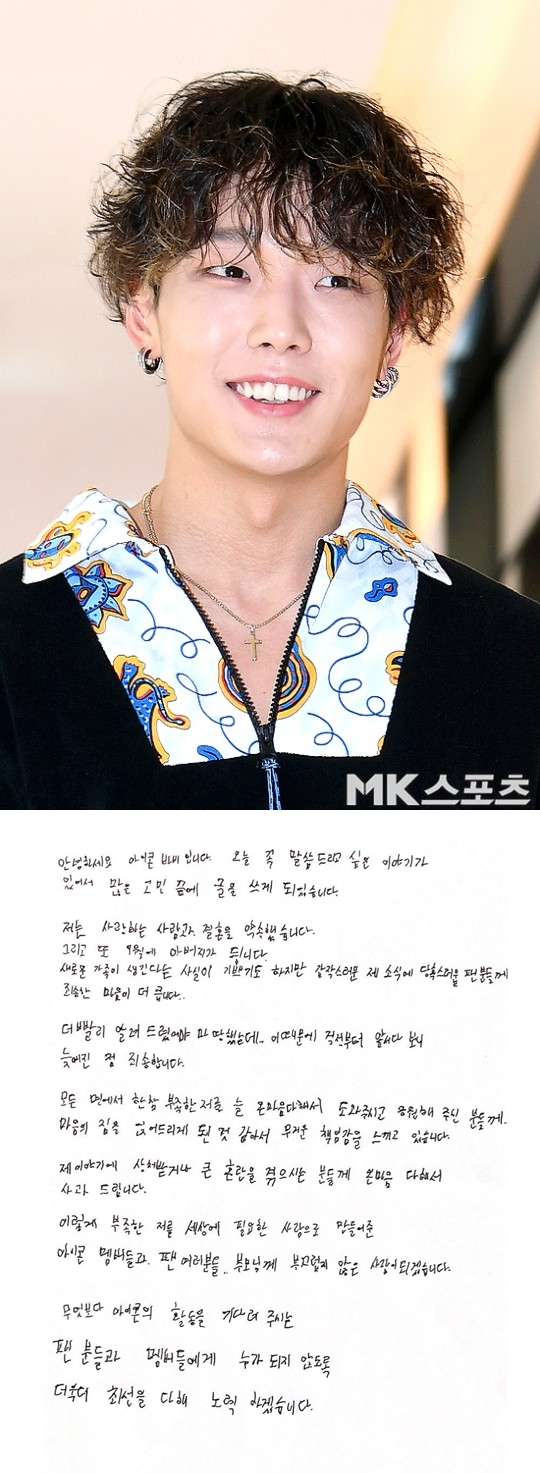 MK스포츠
안녕하세요 아이콘 바비입니다. 오늘 꼭 말씀드리고 싶은 이야기가
있어서 많은 고민 끝에 글을 쓰게 되었습니다.
저는 사랑하는 사람과 결혼을 약속했습니다.
그리고 또 9월에 아버지가 됩니다.
새로운 가족이 생긴다는 사실이 기쁘기도 하지만 갑작스러운 제 소식에 당혹스러울 팬분들께
죄송한 마음이 더 큽니다..
더 빨리 알려 드렸어야 마땅했는데.. 이 때문에 걱정부터 앞서다 보니
늦어진 점 죄송합니다.
모든 면에서 한참 부족한 저를 늘 온마음 다해서 도와주시고 응원해 주신 분들께.
마음의 짐을 얹어드리게 된 것 같아서 무거운 책임감을 느끼고 있습니다.
제 이야기에 상처받거나 큰 혼란을 겪으시는 분들께 온마음 다해서
사과 드립니다.
이렇게 부족한 저를 세상에 필요한 사람으로 만들어준
아이콘 멤버들과. 팬 여러분들.. 부모님께 부끄럽지 않은 사람이 되겠습니다.
무엇보다 아이콘의 활동을 기다려 주시는
팬 분들과 멤버들에게 누가 되지 않도록
더욱더 최선을 다해 노력 하겠습니다.